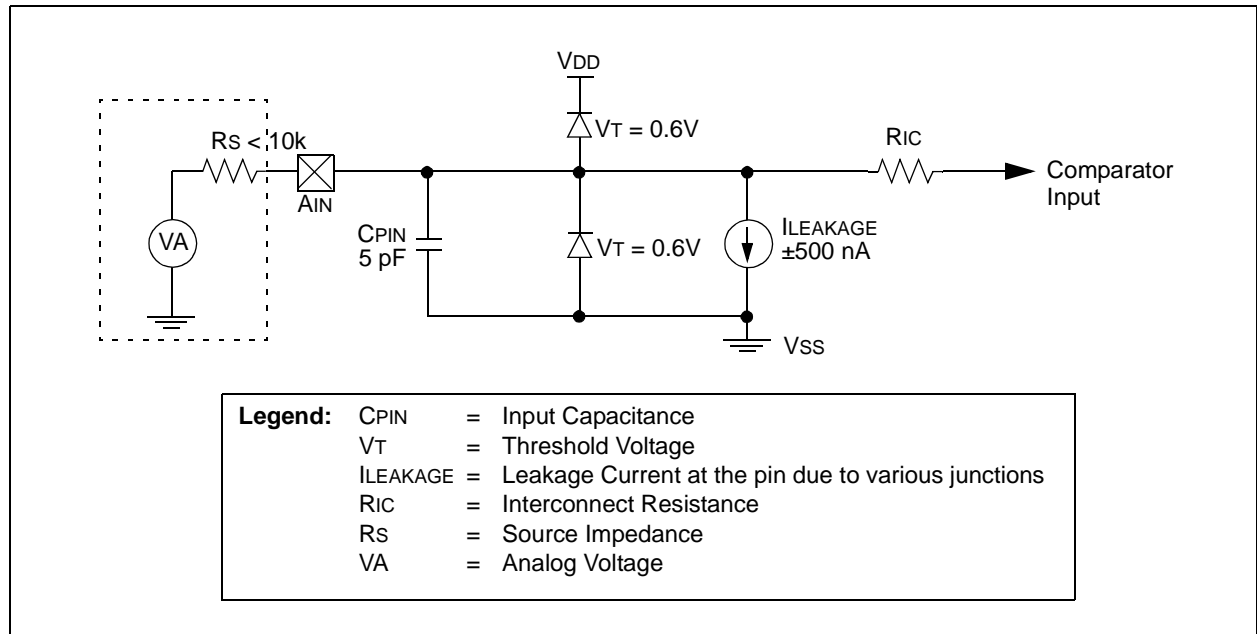 VDD
VT = 0.6V
RS < 10k
RIC
AIN
Comparator
Input
VA
CPIN
5 pF
VT = 0.6V
ILEAKAGE
±500 nA
VSS
Legend: CPIN = Input Capacitance
VT = Threshold Voltage
ILEAKAGE = Leakage Current at the pin due to various junctions
RIC = Interconnect Resistance
RS = Source Impedance
VA = Analog Voltage